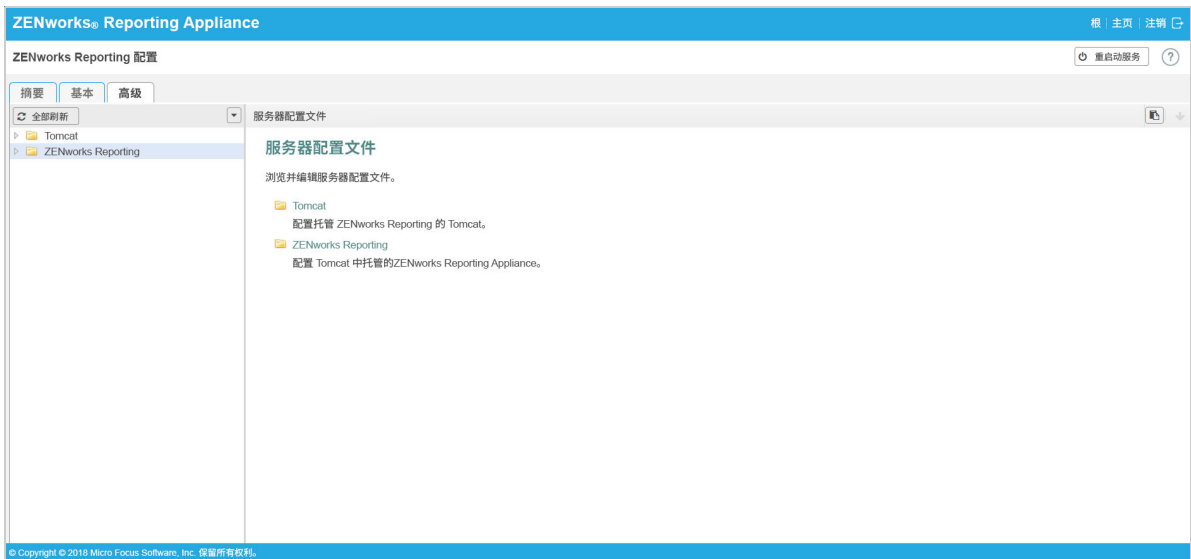 ZENworks® Reporting Appliance
根 主页 注销
ZENworks Reporting 配置
重启动服务 ?
摘要 基本 高级
全部刷新
Tomcat
ZENworks Reporting
服务器配置文件
服务器配置文件
浏览并编辑服务器配置文件。
Tomcat
配置托管 ZENworks Reporting 的 Tomcat。
ZENworks Reporting
配置 Tomcat 中托管的ZENworks Reporting Appliance。
© Copyright © 2018 Micro Focus Software, Inc. 保留所有权利。